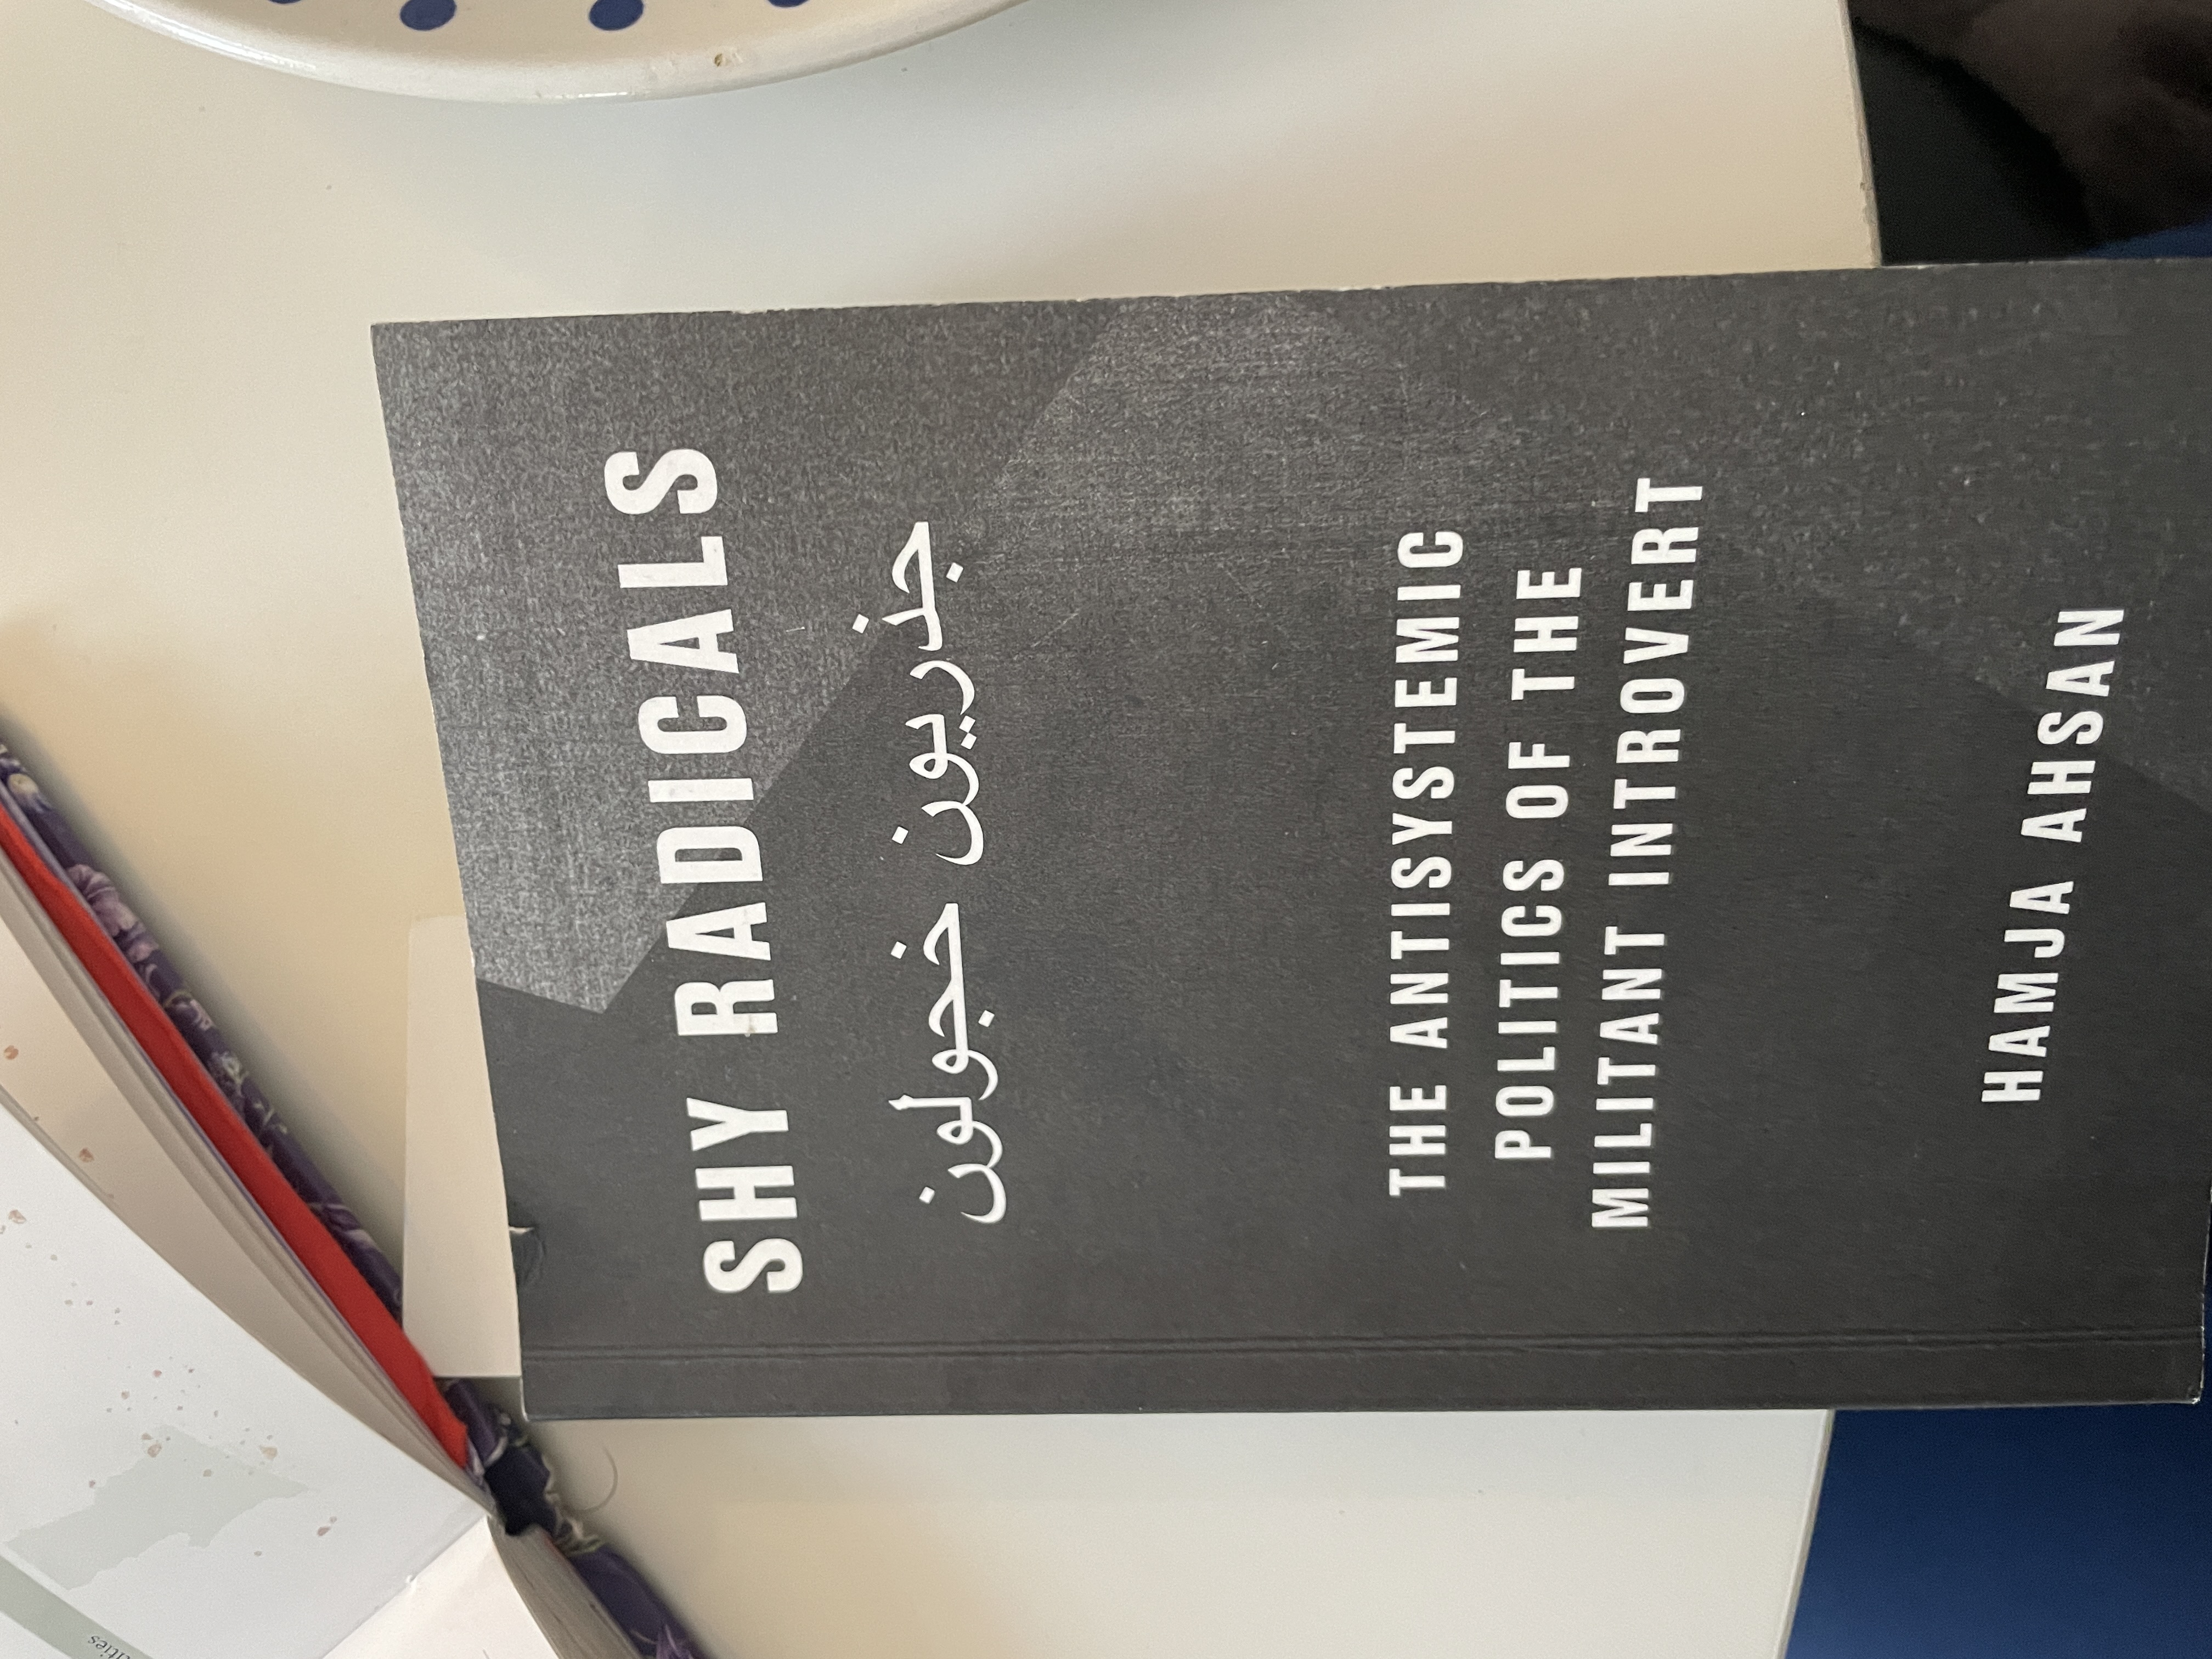 SHY RADICALS
جذريون خجولون
THE ANTISYSTEMIC
POLITICS OF THE
MILITANT INTROVERT
HAMJA AHSAN